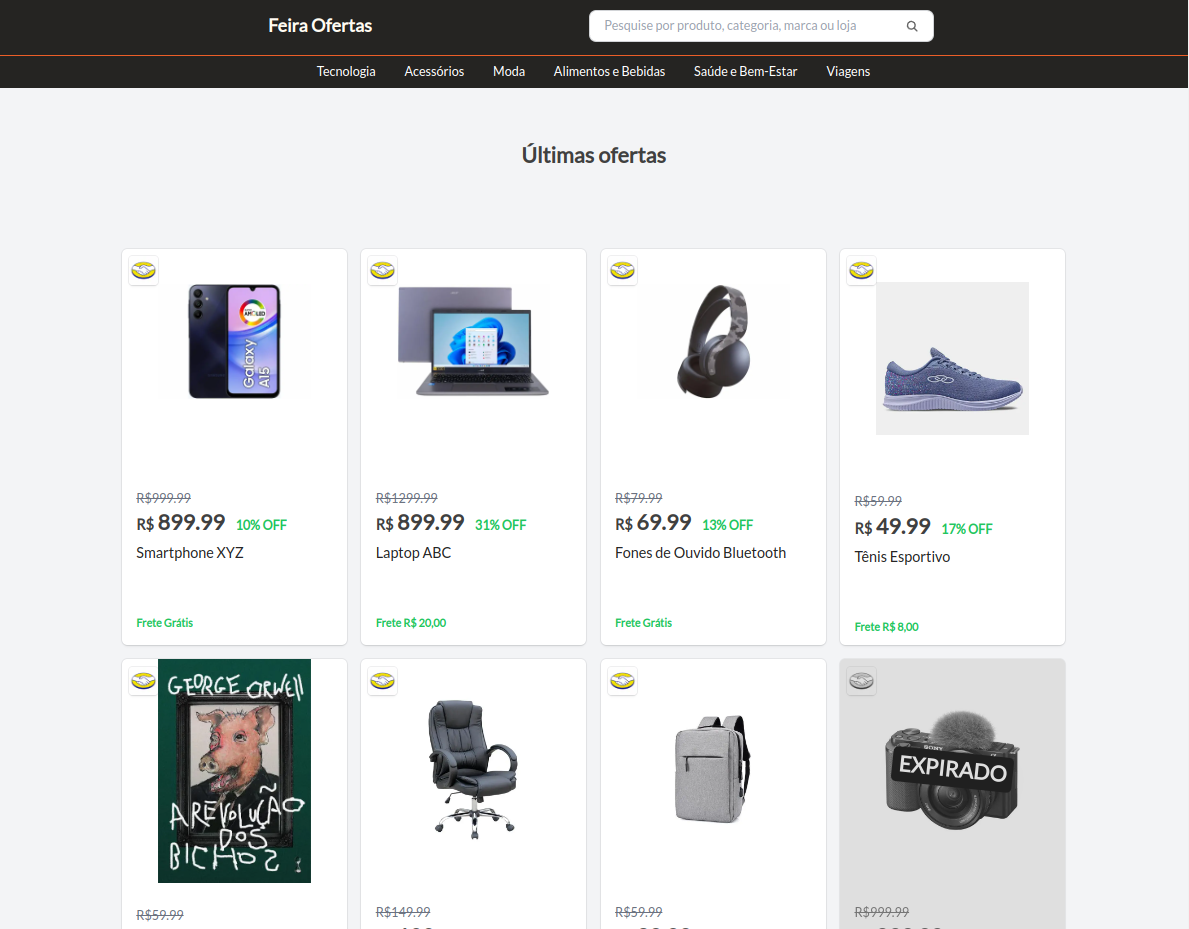 Feira Ofertas
Pesquise por produto, categoria, marca ou loja
Tecnologia Acessórios Moda Alimentos e Bebidas Saúde e Bem-Estar Viagens
Últimas ofertas
Galaxy
A15
R$999.99
R$ 899.99 10% OFF
Smartphone XYZ
Frete Grátis
R$1299.99
R$ 899.99 31% OFF
Laptop ABC
Frete R$ 20,00
R$79.99
R$ 69.99 13% OFF
Fones de Ouvido Bluetooth
Frete Grátis
R$59.99
R$ 49.99 17% OFF
Tênis Esportivo
Frete R$ 8,00
GEORGE ORWELL
A REVOLUÇÃO
DOS
BICHOS
R$59.99
R$149.99
R$59.99
SONY
EXPIRADO
R$999.99